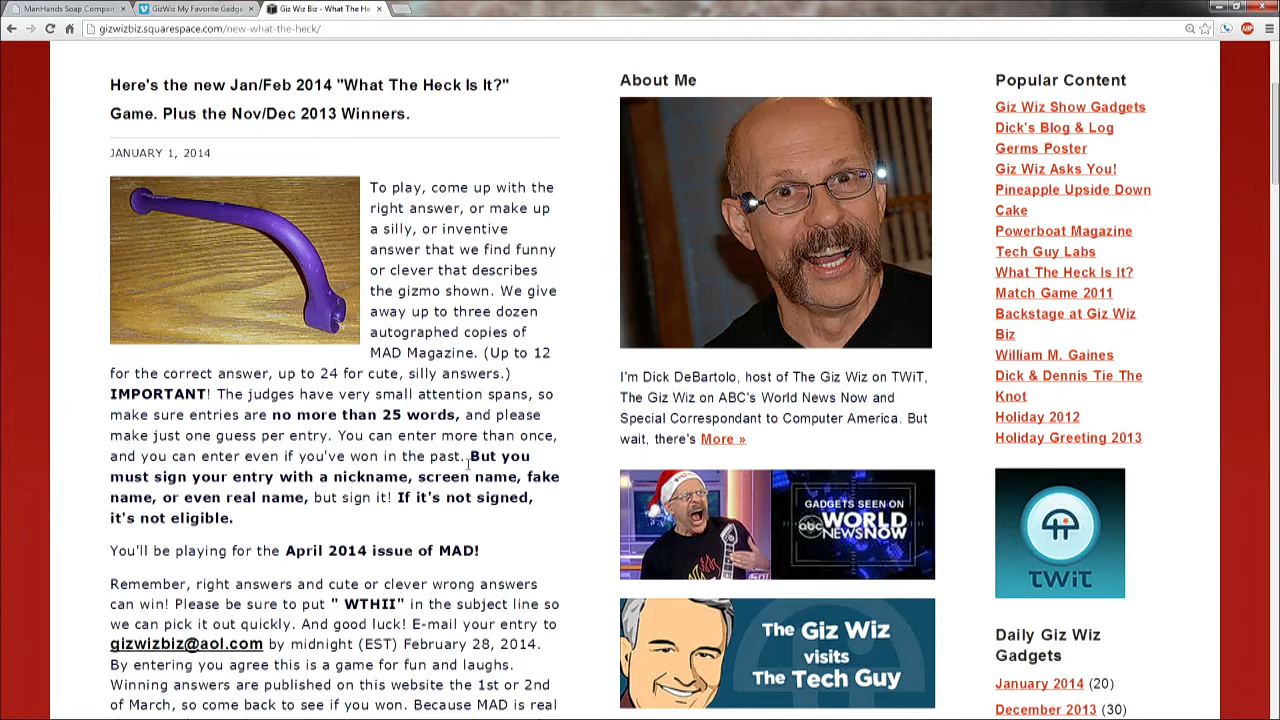 ManHands Soap Compan
GizWiz My Favorite Gadge
Giz Wiz Biz - What The He
gizwizbiz.squarespace.com/new-what-the-heck/
Here's the new Jan/Feb 2014 "What The Heck Is It?"
Game. Plus the Nov/Dec 2013 Winners.
JANUARY 1, 2014
To play, come up with the
right answer, or make up
a silly, or inventive
answer that we find funny
or clever that describes
the gizmo shown. We give
away up to three dozen
autographed copies of
MAD Magazine. (Up to 12
for the correct answer, up to 24 for cute, silly answers.)
IMPORTANT! The judges have very small attention spans, so
make sure entries are no more than 25 words, and please
make just one guess per entry. You can enter more than once,
and you can enter even if you've won in the past. But you
must sign your entry with a nickname, screen name, fake
name, or even real name, but sign it! If it's not signed,
it's not eligible.
You'll be playing for the April 2014 issue of MAD!
Remember, right answers and cute or clever wrong answers
can win! Please be sure to put " WTHII" in the subject line so
we can pick it out quickly. And good luck! E-mail your entry to
gizwizbiz@aol.com by midnight (EST) February 28, 2014.
By entering you agree this is a game for fun and laughs.
Winning answers are published on this website the 1st or 2nd
of March, so come back to see if you won. Because MAD is real
About Me
I'm Dick DeBartolo, host of The Giz Wiz on TWiT,
The Giz Wiz on ABC's World News Now and
Special Correspondant to Computer America. But
wait, there's More »
GADGETS SEEN ON
abc WORLD
NEWS NOW
The Giz Wiz
visits
The Tech Guy
Popular Content
Giz Wiz Show Gadgets
Dick's Blog & Log
Germs Poster
Giz Wiz Asks You!
Pineapple Upside Down
Cake
Powerboat Magazine
Tech Guy Labs
What The Heck Is It?
Match Game 2011
Backstage at Giz Wiz
Biz
William M. Gaines
Dick & Dennis Tie The
Knot
Holiday 2012
Holiday Greeting 2013
TWiT
Daily Giz Wiz
Gadgets
January 2014 (20)
December 2013 (30)